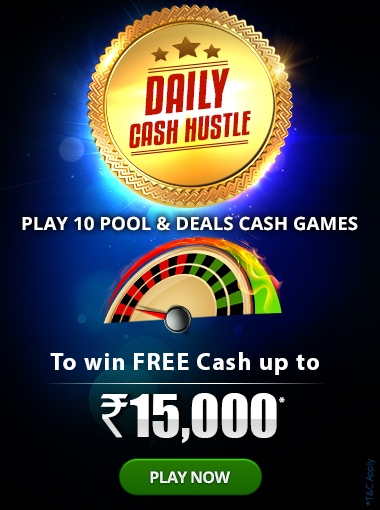 DAILY
CASH HUSTLE
PLAY 10 POOL & DEALS CASH GAMES
To win FREE Cash up to
₹15,000*
PLAY NOW
*T&C Apply